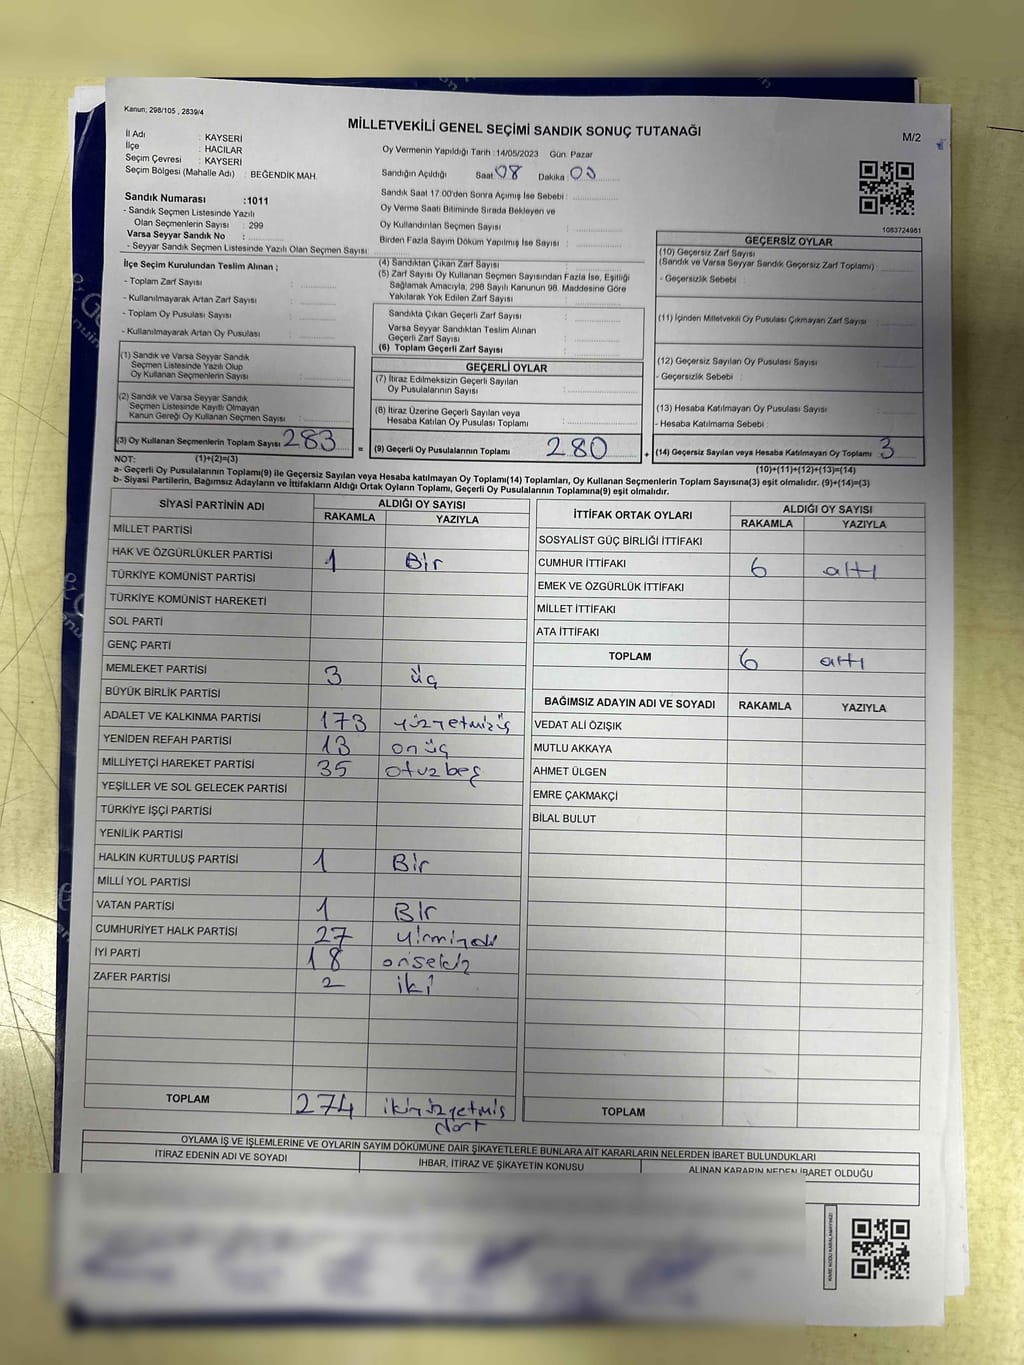 Kanun, 298/105 , 2839/4
MİLLETVEKİLİ GENEL SEÇİMİ SANDIK SONUÇ TUTANAĞI
M/2
İl Adı : KAYSERİ
İlçe : HACILAR
Seçim Çevresi : KAYSERİ
Seçim Bölgesi (Mahalle Adı) : BEĞENDİK MAH.
Oy Vermenin Yapıldığı Tarih :14/05/2023 Gün: Pazar
Sandığın Açıldığı Saat 08 Dakika 00
Sandık Numarası :1011
- Sandık Seçmen Listesinde Yazılı
Olan Seçmenlerin Sayısı : 299
Varsa Seyyar Sandık No :
- Seyyar Sandık Seçmen Listesinde Yazılı Olan Seçmen Sayısı
Sandık Saat 17.00'den Sonra Açımış İse Sebebi :
Oy Verme Saati Bitiminde Sırada Bekleyen ve
Oy Kullandırılan Seçmen Sayısı :
Birden Fazla Sayım Döküm Yapılmış İse Sayısı :
1083724961
İlçe Seçim Kurulundan Teslim Alınan ;
- Toplam Zarf Sayısı :
- Kullanılmayarak Artan Zarf Sayısı :
- Toplam Oy Pusulası Sayısı :
- Kullanılmayarak Artan Oy Pusulası :
(4) Sandıktan Çıkan Zarf Sayısı :
(5) Zarf Sayısı Oy Kullanan Seçmen Sayısından Fazla İse, Eşitliği
Sağlamak Amacıyla, 298 Sayılı Kanunun 98. Maddesine Göre
Yakılarak Yok Edilen Zarf Sayısı :
Sandıkta Çıkan Geçerli Zarf Sayısı :
Varsa Seyyar Sandıktan Teslim Alınan
Geçerli Zarf Sayısı :
(6) Toplam Geçerli Zarf Sayısı :
GEÇERSİZ OYLAR
(10) Geçersiz Zarf Sayısı
(Sandık ve Varsa Seyyar Sandık Geçersiz Zarf Toplamı) :
- Geçersizlik Sebebi :
(11) İçinden Milletvekili Oy Pusulası Çıkmayan Zarf Sayısı :
(12) Geçersiz Sayılan Oy Pusulası Sayısı :
- Geçersizlik Sebebi :
(13) Hesaba Katılmayan Oy Pusulası Sayısı :
- Hesaba Katılmama Sebebi :
(14) Geçersiz Sayılan veya Hesaba Katılmayan Oy Toplamı : 3
(1) Sandık ve Varsa Seyyar Sandık
Seçmen Listesinde Yazılı Olup
Oy Kullanan Seçmenlerin Sayısı :
(2) Sandık ve Varsa Seyyar Sandık
Seçmen Listesinde Kayıtlı Olmayan
Kanun Gereği Oy Kullanan Seçmen Sayısı :
(3) Oy Kullanan Seçmenlerin Toplam Sayısı 283
GEÇERLİ OYLAR
(7) İtiraz Edilmeksizin Geçerli Sayılan
Oy Pusulalarının Sayısı :
(8) İtiraz Üzerine Geçerli Sayılan veya
Hesaba Katılan Oy Pusulası Toplamı :
= (9) Geçerli Oy Pusulalarının Toplamı 280 +
NOT: (1)+(2)=(3)
(10)+(11)+(12)+(13)=(14)
a- Geçerli Oy Pusulalarının Toplamı(9) ile Geçersiz Sayılan veya Hesaba katılmayan Oy Toplamı(14) Toplamları, Oy Kullanan Seçmenlerin Toplam Sayısına(3) eşit olmalıdır. (9)+(14)=(3)
b- Siyasi Partilerin, Bağımsız Adayların ve İttifakların Aldığı Ortak Oyların Toplamı, Geçerli Oy Pusulalarının Toplamına(9) eşit olmalıdır.
SİYASİ PARTİNİN ADI ALDIĞI OY SAYISI
RAKAMLA YAZIYLA
MİLLET PARTİSİ
HAK VE ÖZGÜRLÜKLER PARTİSİ 1 Bir
TÜRKİYE KOMÜNİST PARTİSİ
TÜRKİYE KOMÜNİST HAREKETİ
SOL PARTİ
GENÇ PARTİ
MEMLEKET PARTİSİ 3 üç
BÜYÜK BİRLİK PARTİSİ
ADALET VE KALKINMA PARTİSİ 173 yüzyetmişüç
YENİDEN REFAH PARTİSİ 13 onüç
MİLLİYETÇİ HAREKET PARTİSİ 35 otuzbeş
YEŞİLLER VE SOL GELECEK PARTİSİ
TÜRKİYE İŞÇİ PARTİSİ
YENİLİK PARTİSİ
HALKIN KURTULUŞ PARTİSİ 1 Bir
MİLLİ YOL PARTİSİ
VATAN PARTİSİ 1 Bir
CUMHURİYET HALK PARTİSİ 27 yirmiyedi
İYİ PARTİ 18 onsekiz
ZAFER PARTİSİ 2 iki
TOPLAM 274 ikiyüzyetmiş
dört
İTTİFAK ORTAK OYLARI ALDIĞI OY SAYISI
RAKAMLA YAZIYLA
SOSYALİST GÜÇ BİRLİĞİ İTTİFAKI
CUMHUR İTTİFAKI 6 altı
EMEK VE ÖZGÜRLÜK İTTİFAKI
MİLLET İTTİFAKI
ATA İTTİFAKI
TOPLAM 6 altı
BAĞIMSIZ ADAYIN ADI VE SOYADI RAKAMLA YAZIYLA
VEDAT ALİ ÖZIŞIK
MUTLU AKKAYA
AHMET ÜLGEN
EMRE ÇAKMAKÇİ
BİLAL BULUT
TOPLAM
OYLAMA İŞ VE İŞLEMLERİNE VE OYLARIN SAYIM DÖKÜMÜNE DAİR ŞİKAYETLERLE BUNLARA AİT KARARLARIN NELERDEN İBARET BULUNDUKLARI
İTİRAZ EDENİN ADI VE SOYADI İHBAR, İTİRAZ VE ŞİKAYETİN KONUSU ALINAN KARARIN NEDEN İBARET OLDUĞU